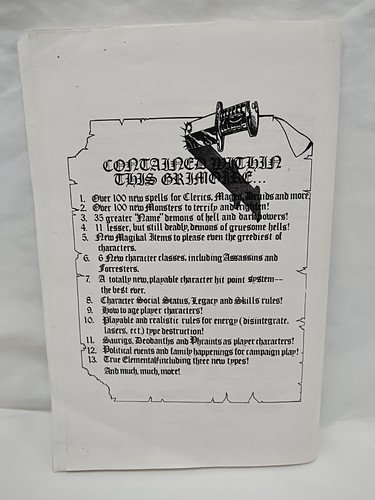 CONTAINED WITHIN
THIS GRIMOIRE...
1. Over 100 new spells for Clerics, Mages, Druids and more.
2. Over 100 new Monsters to terrify and frighten!
3. 35 greater "Name" demons of hell and dark powers!
4. 11 lesser, but still deadly, demons of gruesome hells!
5. New Magikal Items to please even the greediest of
characters.
6. 6 New character classes, including Assassins and
Forresters.
7. A totally new, playable character hit point system--
the best ever.
8. Character Social Status, Legacy and Skills rules!
9. How to age player characters!
10. Playable and realistic rules for energy (disintegrate,
lasers, ect.) type destruction!
11. Saurigs, Deodanths and Phraints as player characters!
12. Political events and family happenings for campaign play!
13. True Elementals including three new types!
And much, much, more!